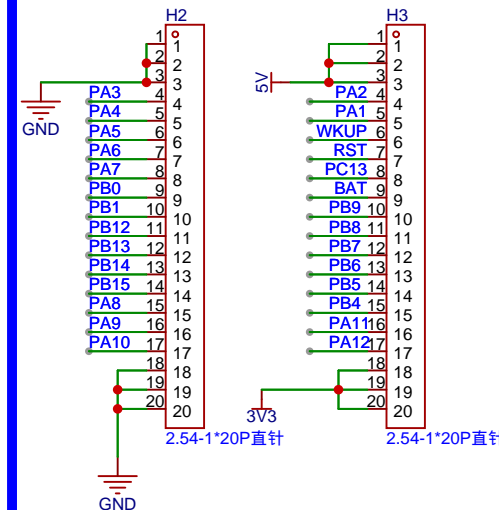 H2
1 1
2 2
3 3
GND
PA3 4 4
PA4 5 5
PA5 6 6
PA6 7 7
PA7 8 8
PB0 9 9
PB1 10 10
PB12 11 11
PB13 12 12
PB14 13 13
PB15 14 14
PA8 15 15
PA9 16 16
PA10 17 17
18 18
19 19
20 20
2.54-1*20P直针
GND
H3
1 1
2 2
5V 3 3
PA2 4 4
PA1 5 5
WKUP 6 6
RST 7 7
PC13 8 8
BAT 9 9
PB9 10 10
PB8 11 11
PB7 12 12
PB6 13 13
PB5 14 14
PB4 15 15
PA11 16 16
PA12 17 17
18 18
3V3 19 19
20 20
2.54-1*20P直针